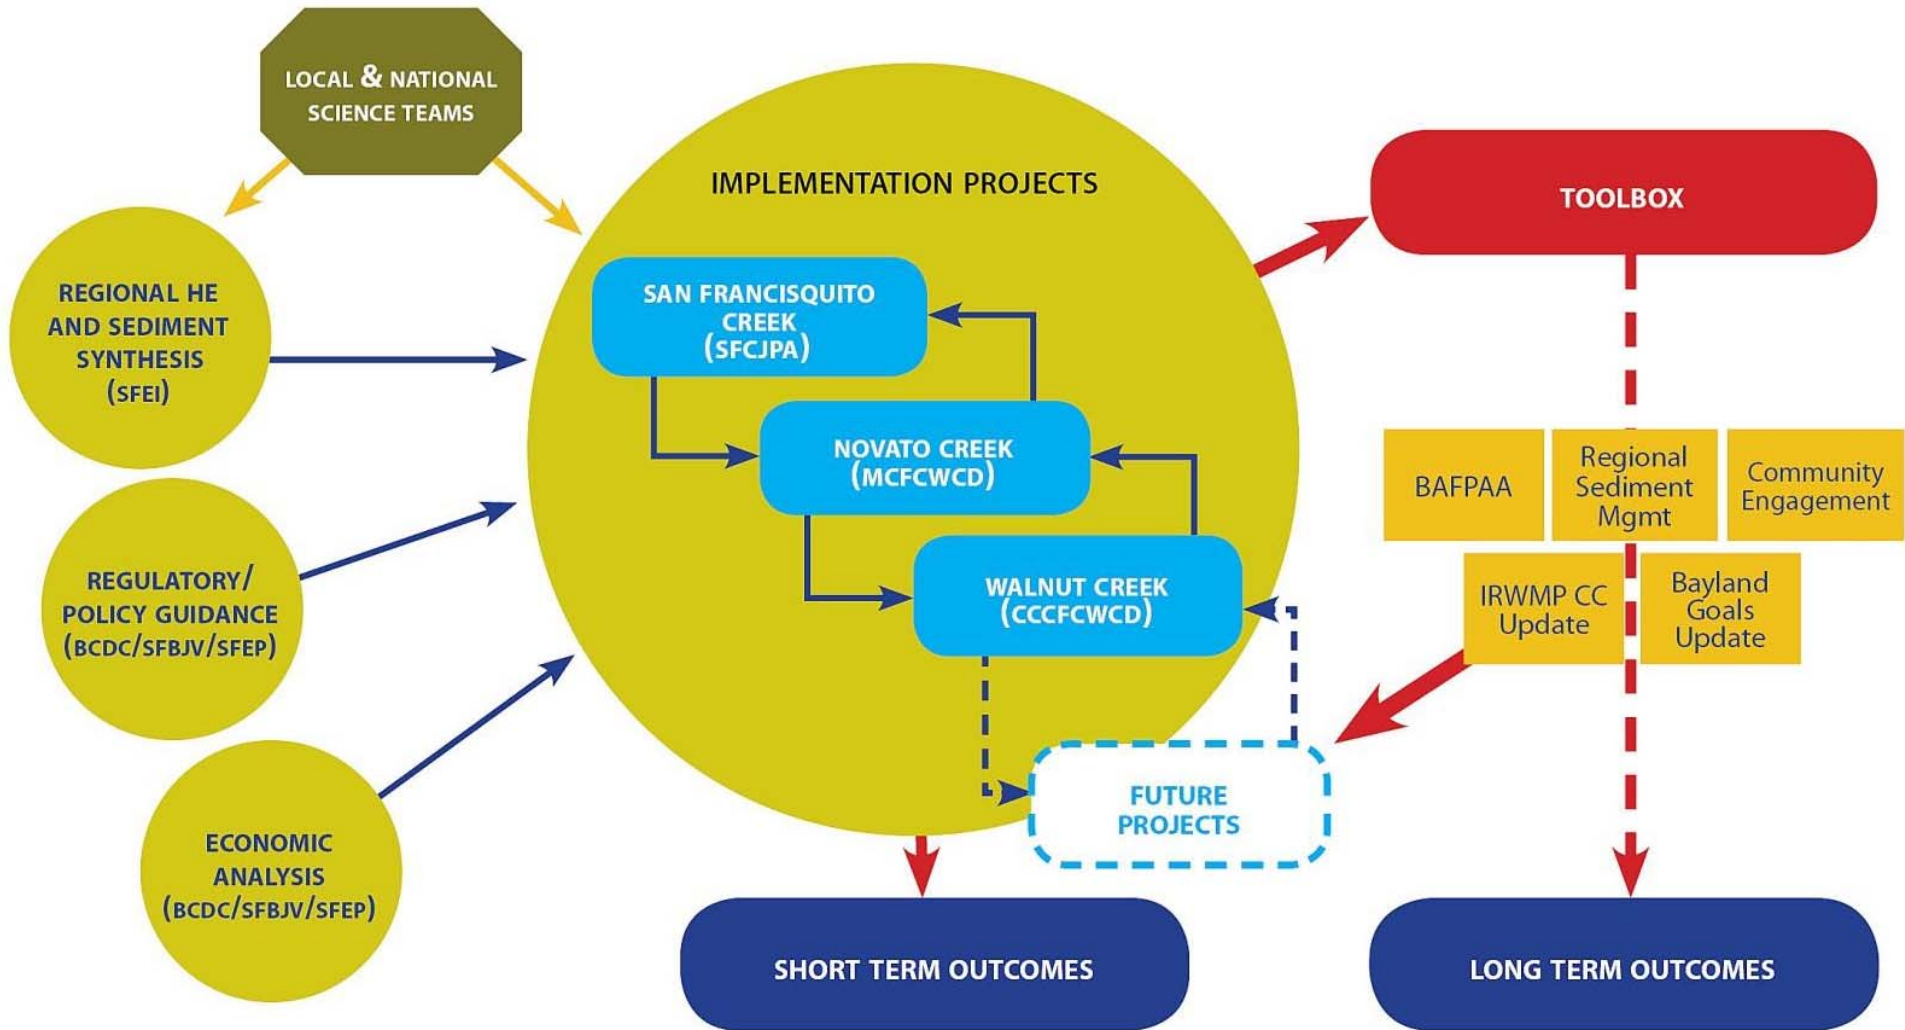 LOCAL & NATIONAL
SCIENCE TEAMS
IMPLEMENTATION PROJECTS
TOOLBOX
REGIONAL HE
AND SEDIMENT
SYNTHESIS
(SFEI)
SAN FRANCISQUITO
CREEK
(SFCJPA)
NOVATO CREEK
(MCFCWCD)
WALNUT CREEK
(CCCFCWCD)
BAFPAA
Regional
Sediment
Mgmt
Community
Engagement
REGULATORY/
POLICY GUIDANCE
(BCDC/SFBJV/SFEP)
IRWMP CC
Update
Bayland
Goals
Update
FUTURE
PROJECTS
ECONOMIC
ANALYSIS
(BCDC/SFBJV/SFEP)
SHORT TERM OUTCOMES
LONG TERM OUTCOMES